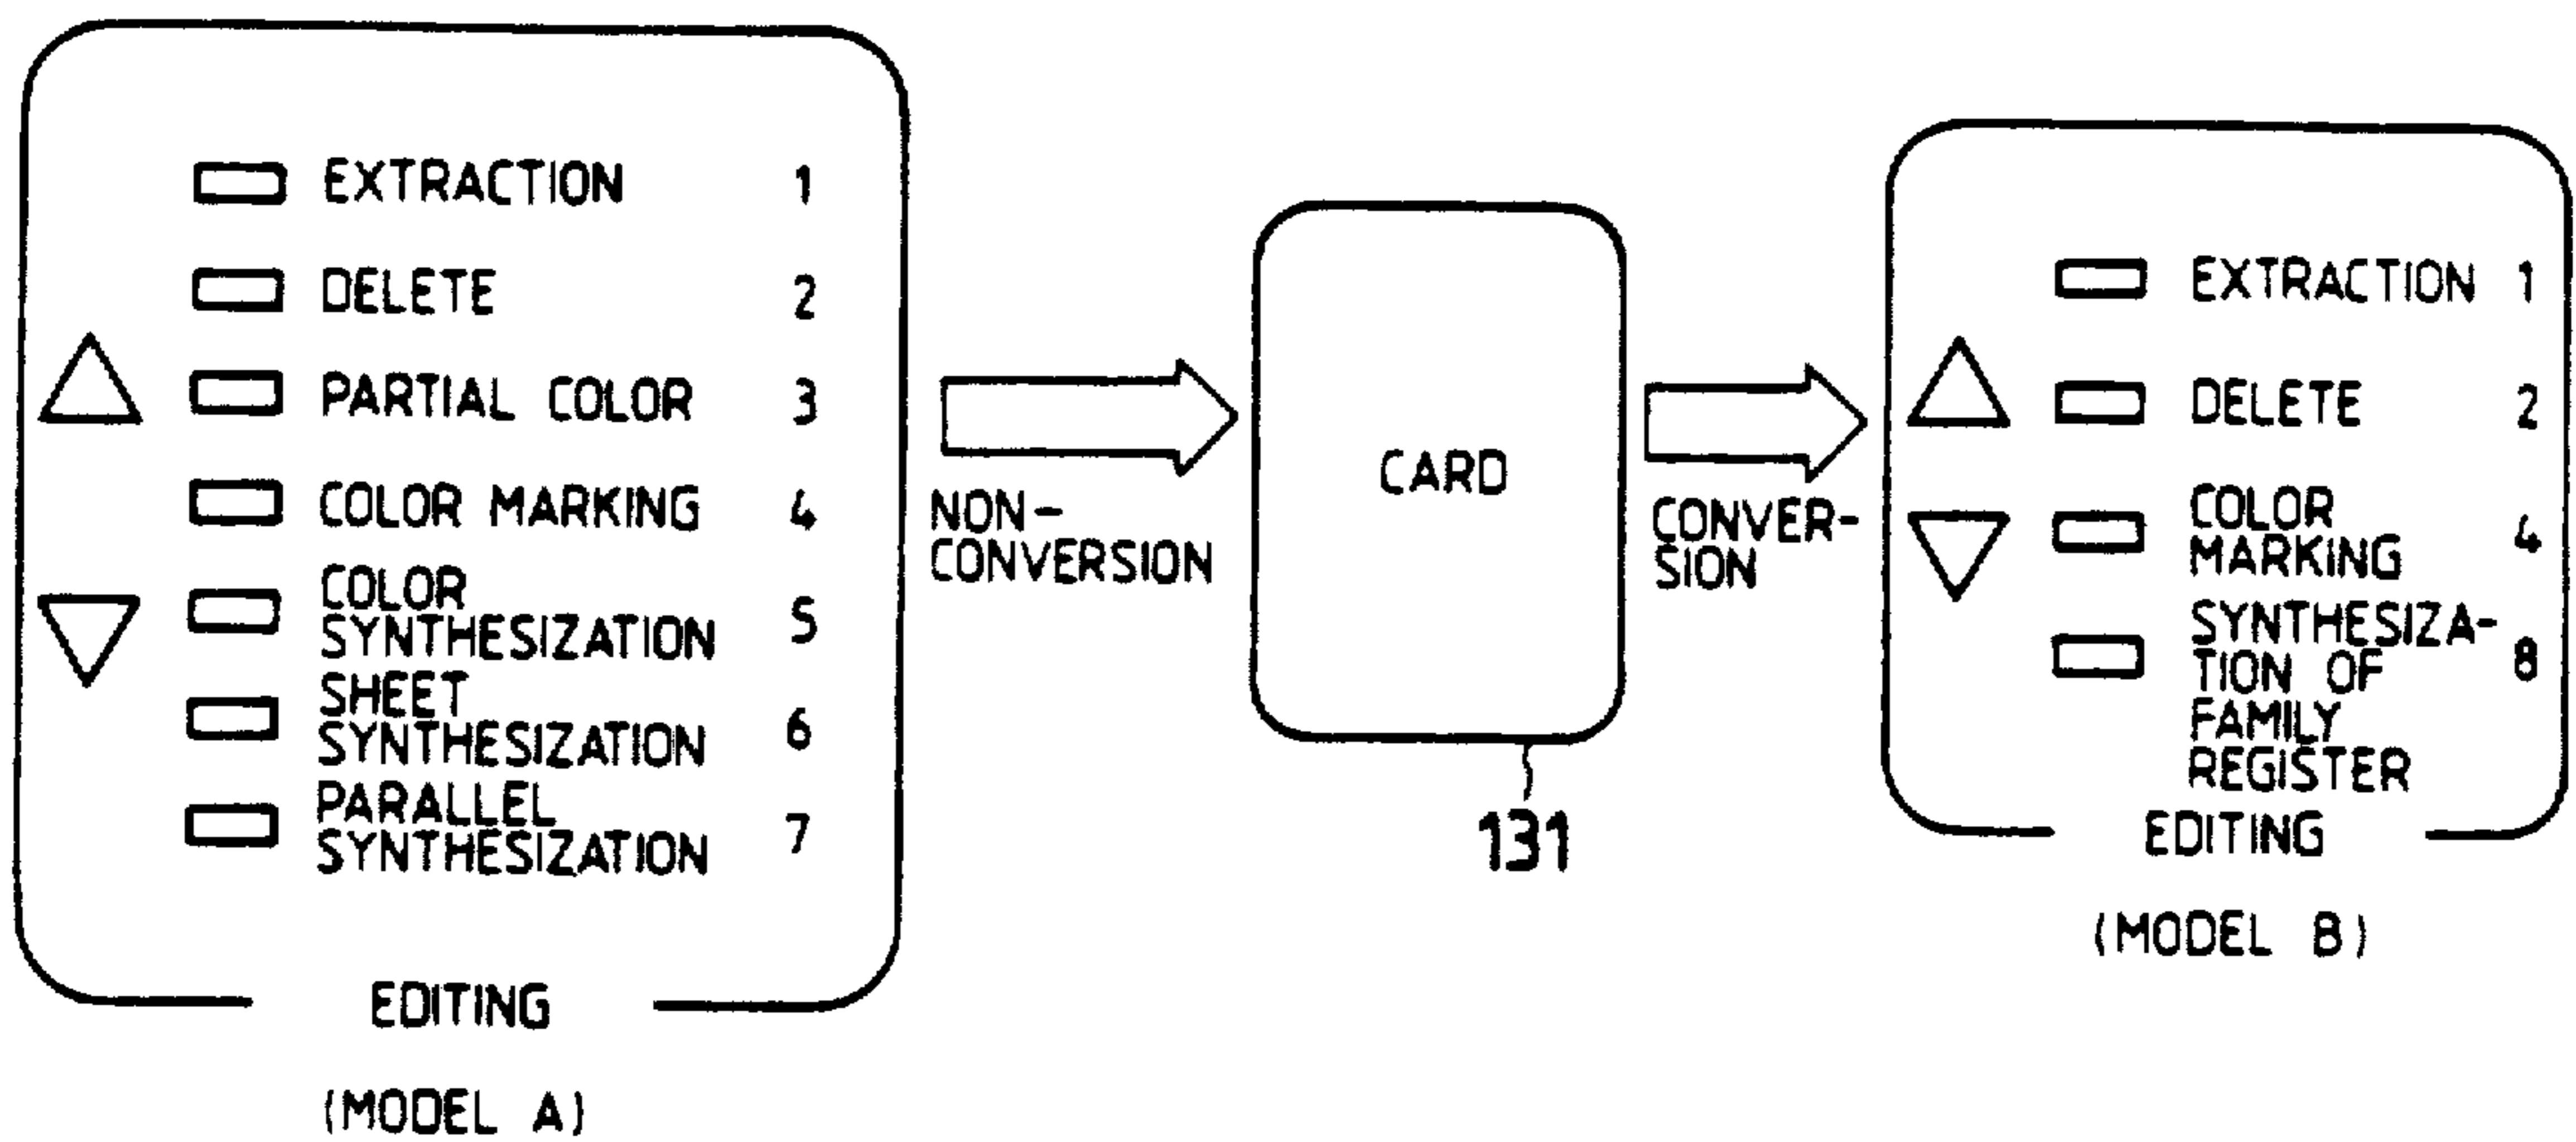 EXTRACTION 1
DELETE 2
PARTIAL COLOR 3
COLOR MARKING 4
COLOR
SYNTHESIZATION 5
SHEET
SYNTHESIZATION 6
PARALLEL
SYNTHESIZATION 7
EDITING
(MODEL A)
NON-
CONVERSION
CARD
131
CONVER-
SION
EXTRACTION 1
DELETE 2
COLOR
MARKING 4
SYNTHESIZA-
TION OF 8
FAMILY
REGISTER
EDITING
(MODEL B)